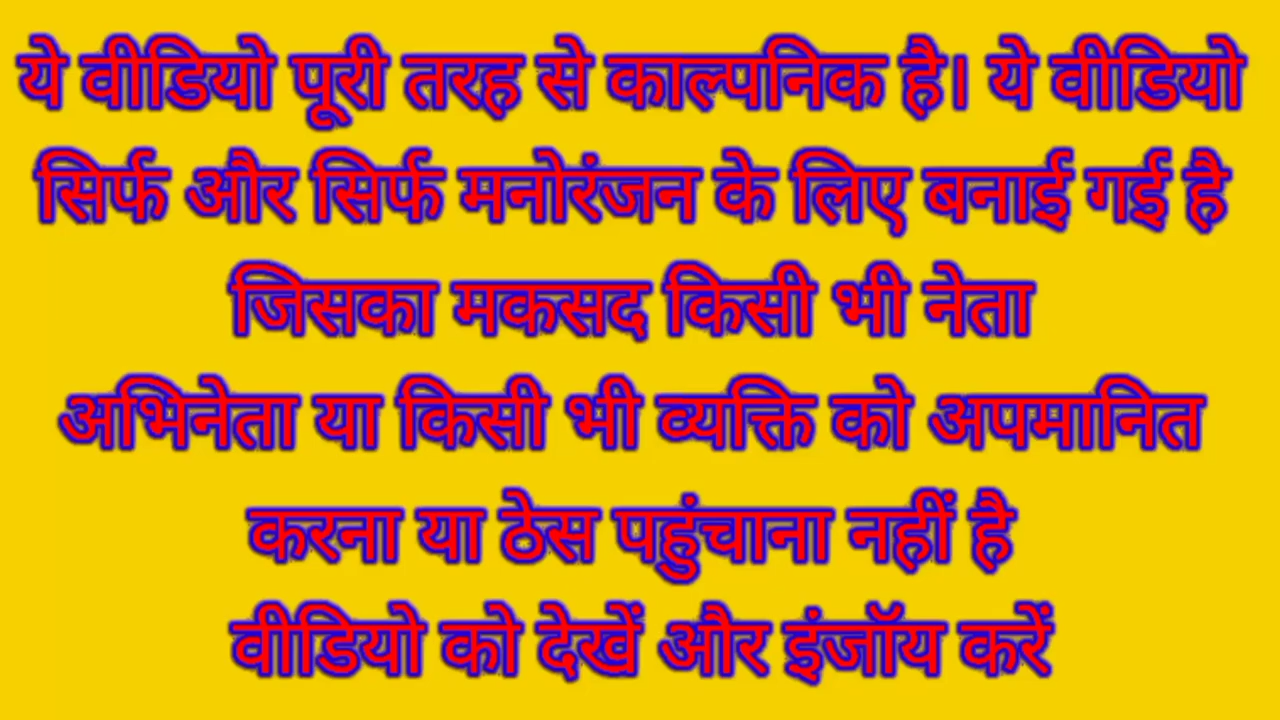 ये वीडियो पूरी तरह से काल्पनिक है। ये वीडियो
सिर्फ और सिर्फ मनोरंजन के लिए बनाई गई है
जिसका मकसद किसी भी नेता
अभिनेता या किसी भी व्यक्ति को अपमानित
करना या ठेस पहुंचाना नहीं है
वीडियो को देखें और इंजॉय करें